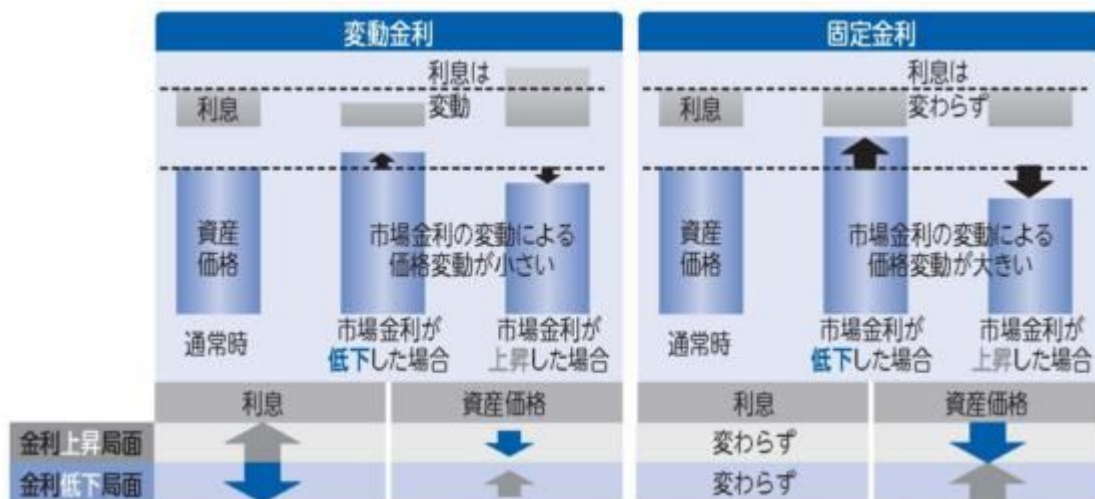 変動金利
利息は
変動
利息
資産
価格
市場金利の変動による
価格変動が小さい
通常時
市場金利が
低下した場合
市場金利が
上昇した場合
固定金利
利息は
変わらず
利息
資産
価格
市場金利の変動による
価格変動が大きい
通常時
市場金利が
低下した場合
市場金利が
上昇した場合
利息 資産価格 利息 資産価格
金利上昇局面 変わらず
金利低下局面 変わらず